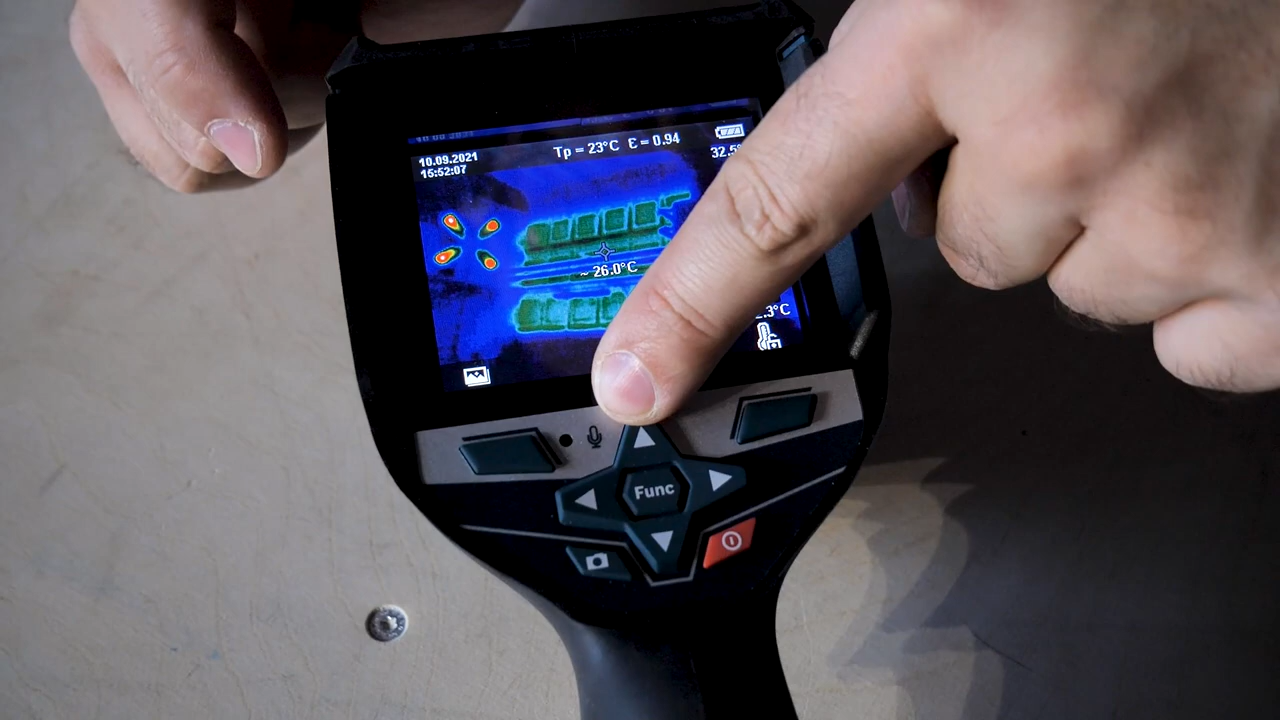 10.09.2021
15:52:07
Tp = 23°C Ɛ = 0.94
~ 26.0°C
Func